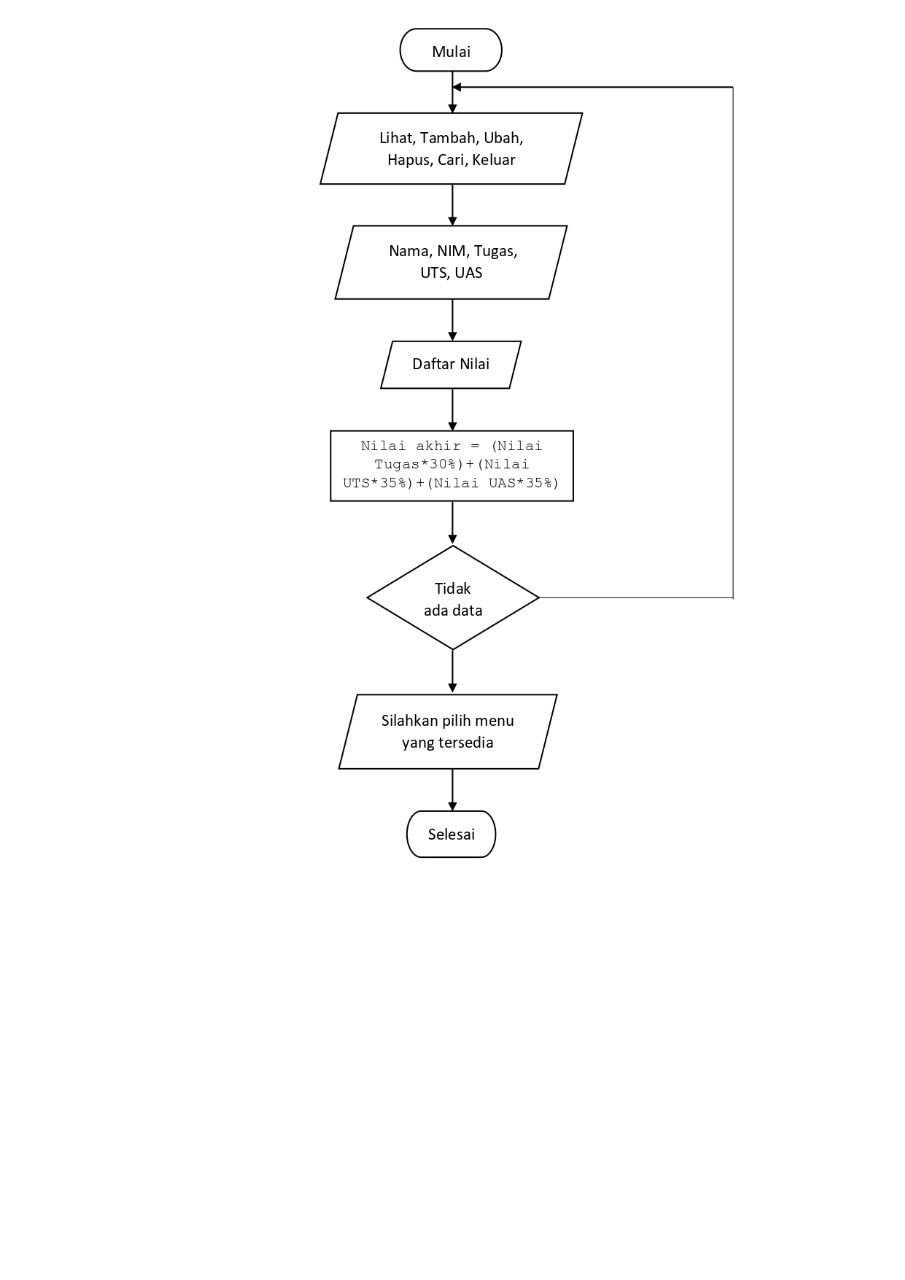 Mulai
Lihat, Tambah, Ubah,
Hapus, Cari, Keluar
Nama, NIM, Tugas,
UTS, UAS
Daftar Nilai
Nilai akhir = (Nilai
Tugas*30%)+(Nilai
UTS*35%)+(Nilai UAS*35%)
Tidak
ada data
Silahkan pilih menu
yang tersedia
Selesai